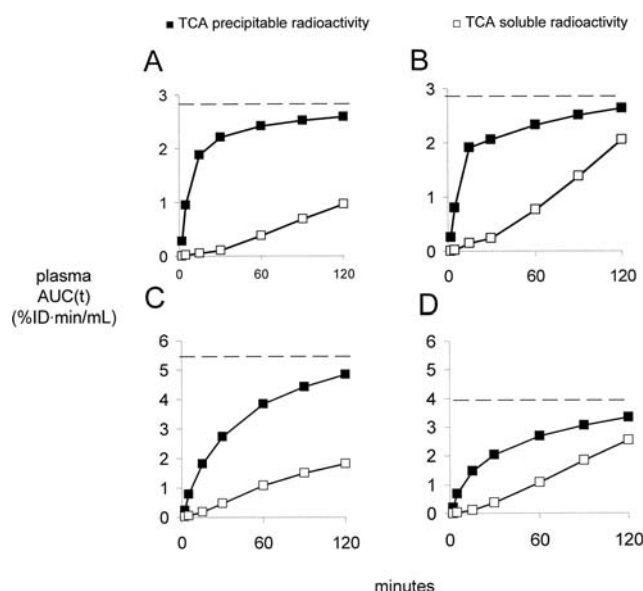 ■ TCA precipitable radioactivity □ TCA soluble radioactivity
A B
3 3
2 2
1 1
0 0
0 60 120 0 60 120
plasma
AUC(t)
(%ID·min/mL)
C D
6 6
5 5
4 4
3 3
2 2
1 1
0 0
0 60 120 0 60 120
minutes